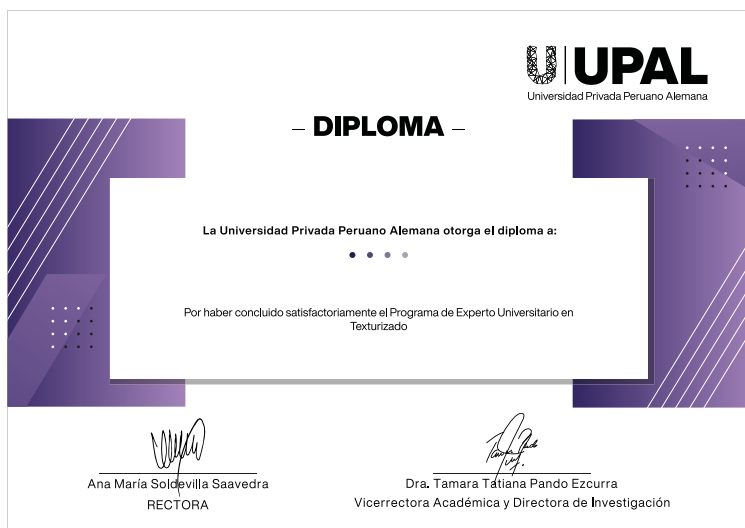 UPAL
Universidad Privada Peruano Alemana
– DIPLOMA –
La Universidad Privada Peruano Alemana otorga el diploma a:
Por haber concluido satisfactoriamente el Programa de Experto Universitario en
Texturizado
Ana María Soldevilla Saavedra
RECTORA
Dra. Tamara Tatiana Pando Ezcurra
Vicerrectora Académica y Directora de Investigación